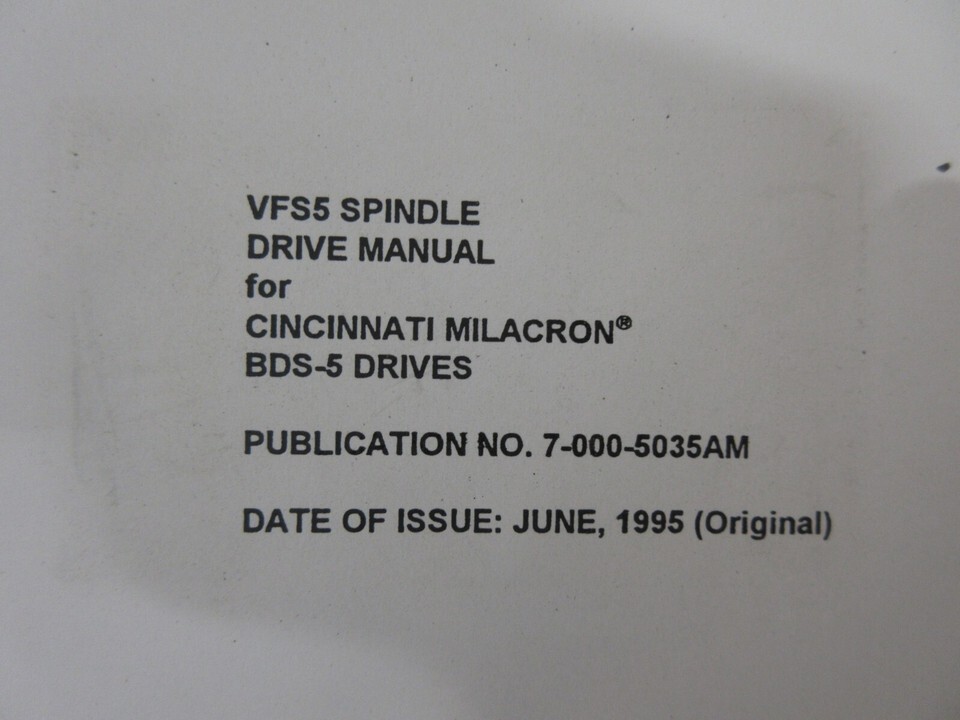 VFS5 SPINDLE
DRIVE MANUAL
for
CINCINNATI MILACRON®
BDS-5 DRIVES
PUBLICATION NO. 7-000-5035AM
DATE OF ISSUE: JUNE, 1995 (Original)